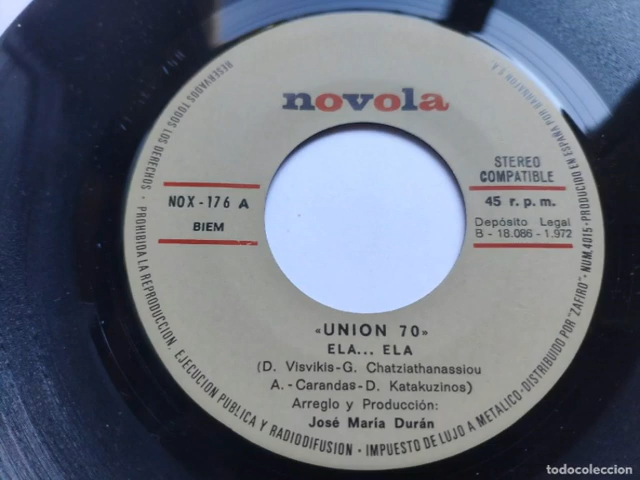 novola
STEREO
COMPATIBLE
NOX-176 A
BIEM
45 r. p. m.
Depósito Legal
B - 18.086 - 1.972
«UNION 70»
ELA... ELA
(D. Visvikis-G. Chatziathanassiou
A. -Carandas-D. Katakuzinos)
Arreglo y Producción:
José María Durán
RESERVADOS TODOS LOS DERECHOS - PROHIBIDA LA REPRODUCCION, EJECUCION PUBLICA Y RADIODIFUSION - IMPUESTO DE LUJO A METALICO - DISTRIBUIDO POR "ZAFIRO" - NUM. 4015 - PRODUCIDO EN ESPAÑA POR
todocoleccion